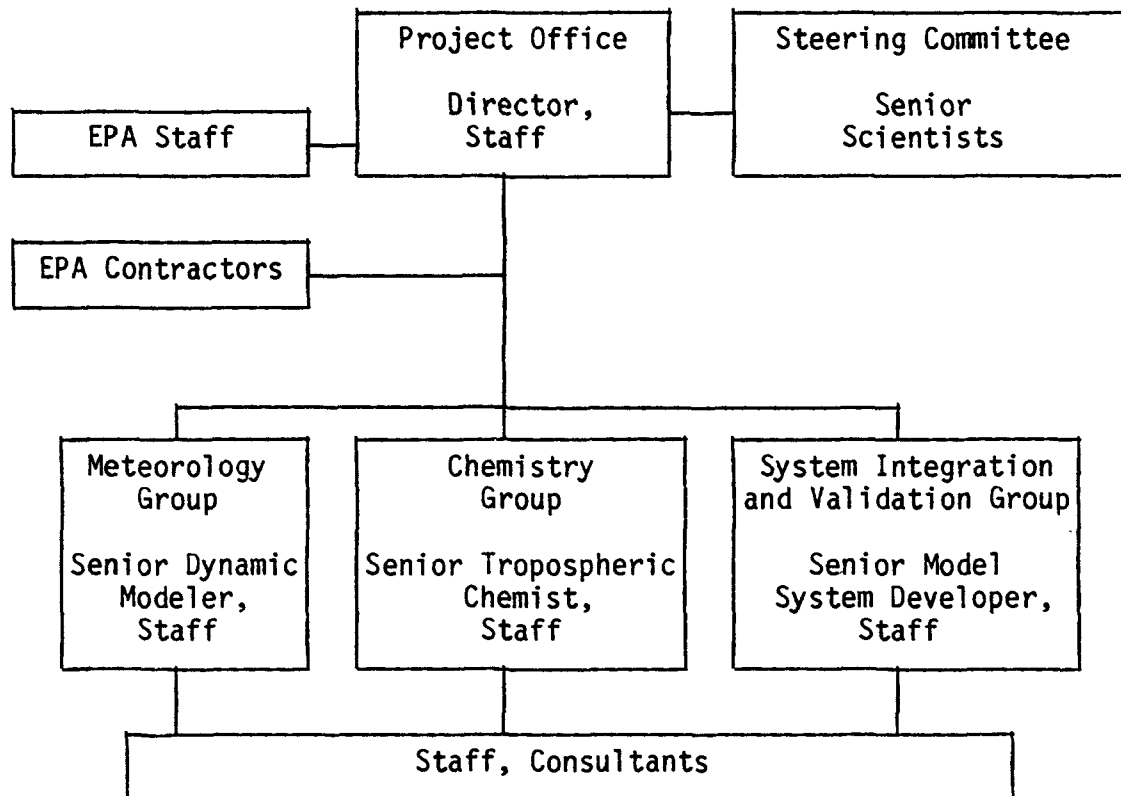 Project Office
Director,
Staff
Steering Committee
Senior
Scientists
EPA Staff
EPA Contractors
Meteorology
Group
Senior Dynamic
Modeler,
Staff
Chemistry
Group
Senior Tropospheric
Chemist,
Staff
System Integration
and Validation Group
Senior Model
System Developer,
Staff
Staff, Consultants